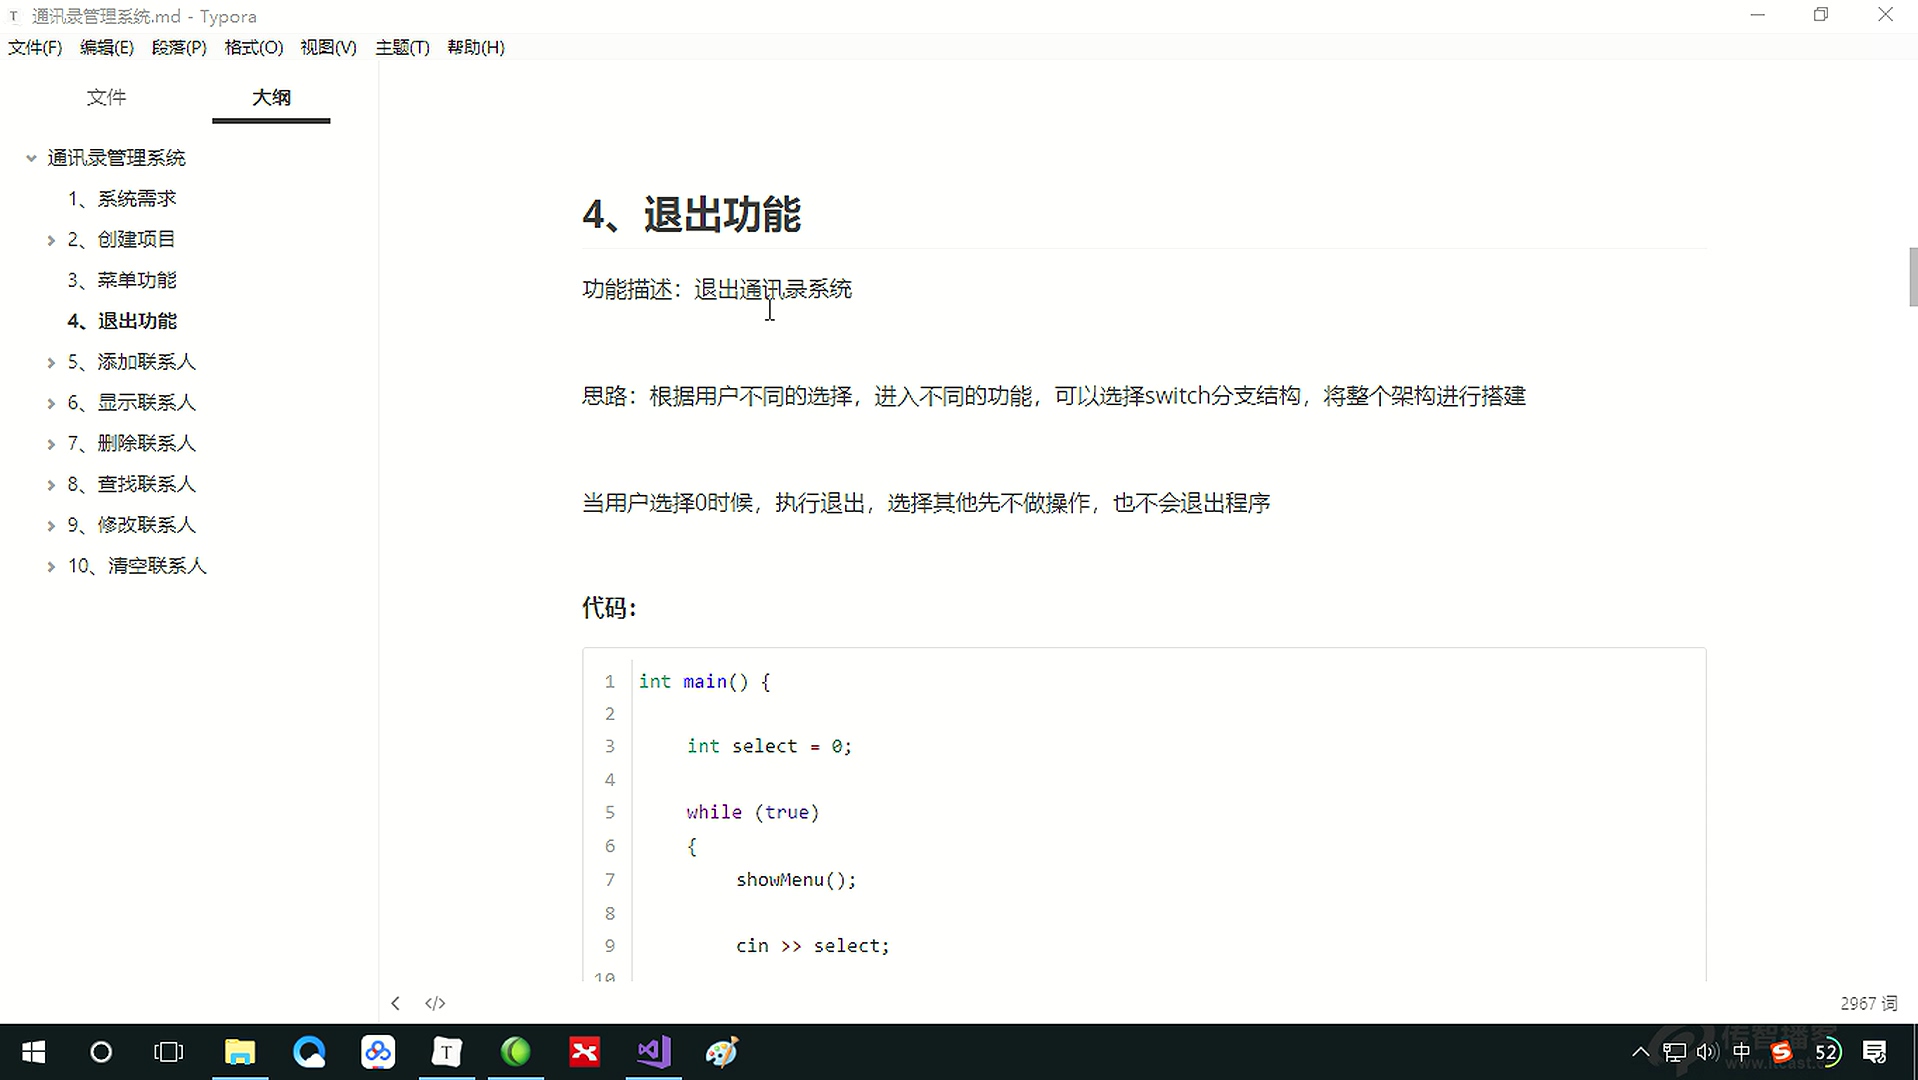 通讯录管理系统.md - Typora
文件(F) 编辑(E) 段落(P) 格式(O) 视图(V) 主题(T) 帮助(H)
文件 大纲
通讯录管理系统
1、系统需求
2、创建项目
3、菜单功能
4、退出功能
5、添加联系人
6、显示联系人
7、删除联系人
8、查找联系人
9、修改联系人
10、清空联系人
4、退出功能
功能描述：退出通讯录系统
思路：根据用户不同的选择，进入不同的功能，可以选择switch分支结构，将整个架构进行搭建
当用户选择0时候，执行退出，选择其他先不做操作，也不会退出程序
代码：
1 int main() {
2
3 int select = 0;
4
5 while (true)
6 {
7 showMenu();
8
9 cin >> select;
10
</> 2967 词
中 52
传智播客